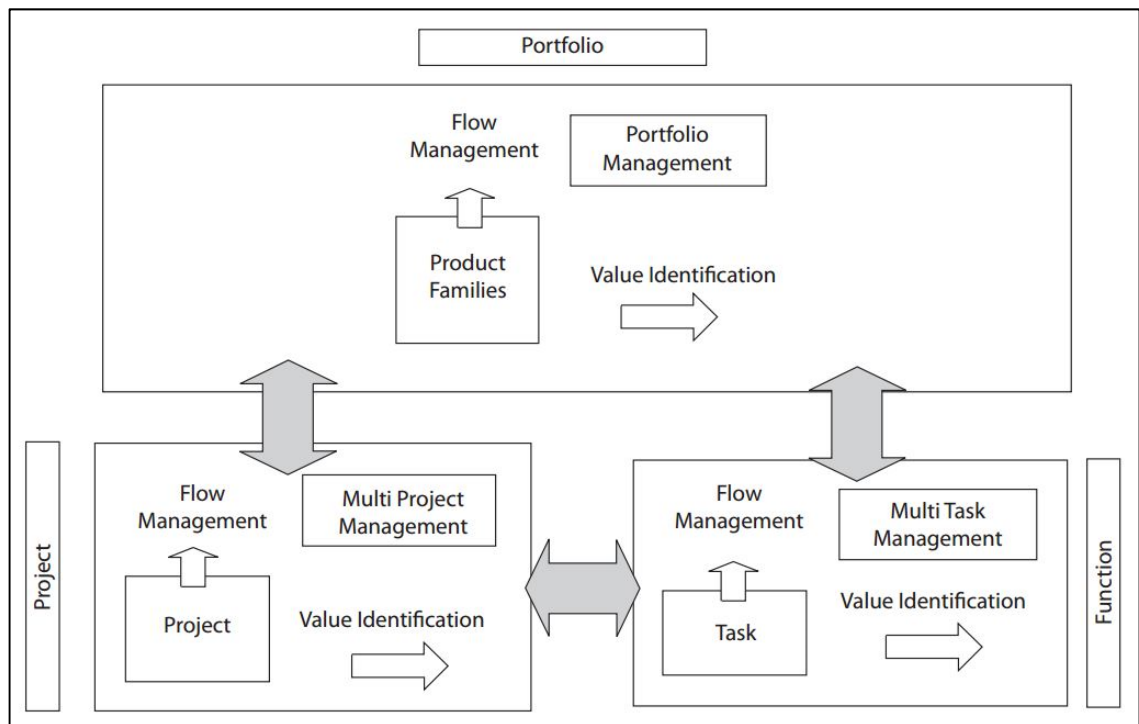 Portfolio
Flow
Management
Portfolio
Management
Product
Families
Value Identification
Project
Flow
Management
Multi Project
Management
Project
Value Identification
Flow
Management
Multi Task
Management
Task
Value Identification
Function